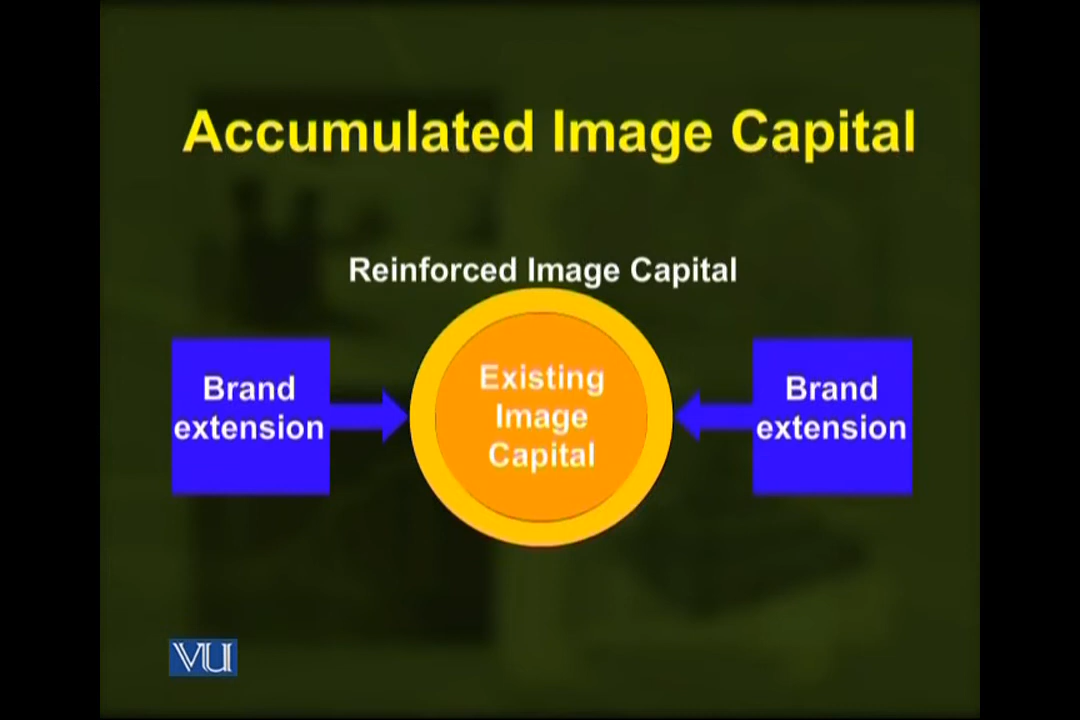 Accumulated Image Capital
Reinforced Image Capital
Brand
extension
Existing
Image
Capital
Brand
extension
VU